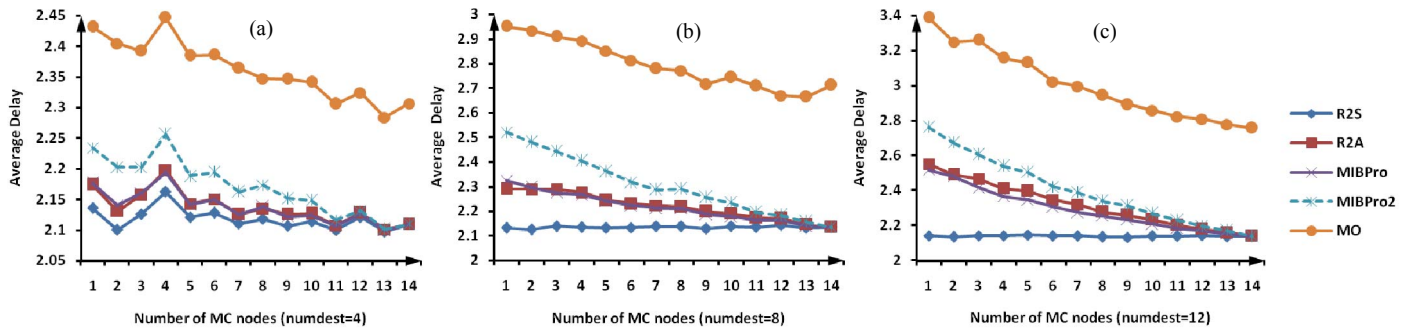 (a)
Average Delay
2.45
2.4
2.35
2.3
2.25
2.2
2.15
2.1
2.05
1 2 3 4 5 6 7 8 9 10 11 12 13 14
Number of MC nodes (numdest=4)
(b)
Average Delay
3
2.9
2.8
2.7
2.6
2.5
2.4
2.3
2.2
2.1
2
1 2 3 4 5 6 7 8 9 10 11 12 13 14
Number of MC nodes (numdest=8)
(c)
Average Delay
3.4
3.2
3
2.8
2.6
2.4
2.2
2
1 2 3 4 5 6 7 8 9 10 11 12 13 14
Number of MC nodes (numdest=12)
R2S
R2A
MIBPro
MIBPro2
MO